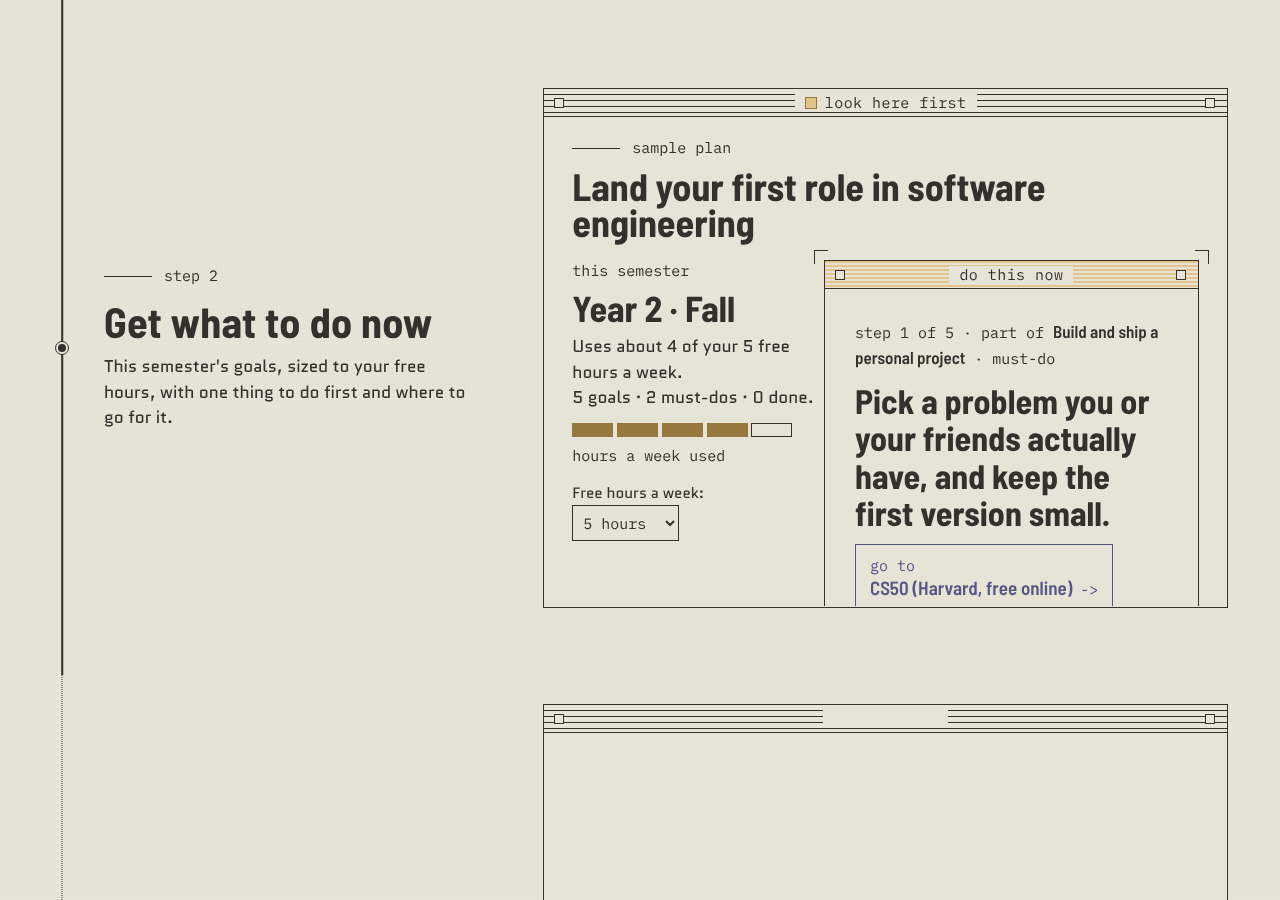 look here first
sample plan
Land your first role in software
engineering
step 2
Get what to do now
This semester's goals, sized to your free
hours, with one thing to do first and where to
go for it.
this semester
Year 2 · Fall
Uses about 4 of your 5 free
hours a week.
5 goals · 2 must-dos · 0 done.
hours a week used
Free hours a week:
5 hours
do this now
step 1 of 5 · part of Build and ship a
personal project · must-do
Pick a problem you or
your friends actually
have, and keep the
first version small.
go to
CS50 (Harvard, free online) ->